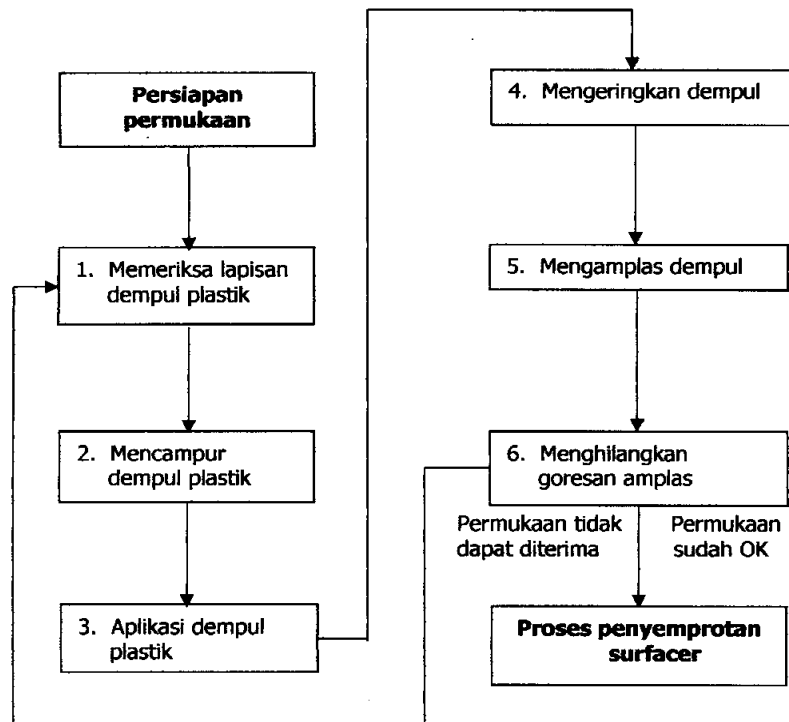 Persiapan
permukaan
1. Memeriksa lapisan
dempul plastik
2. Mencampur
dempul plastik
3. Aplikasi dempul
plastik
4. Mengeringkan dempul
5. Mengamplas dempul
6. Menghilangkan
goresan amplas
Permukaan tidak
dapat diterima
Permukaan
sudah OK
Proses penyemprotan
surfacer